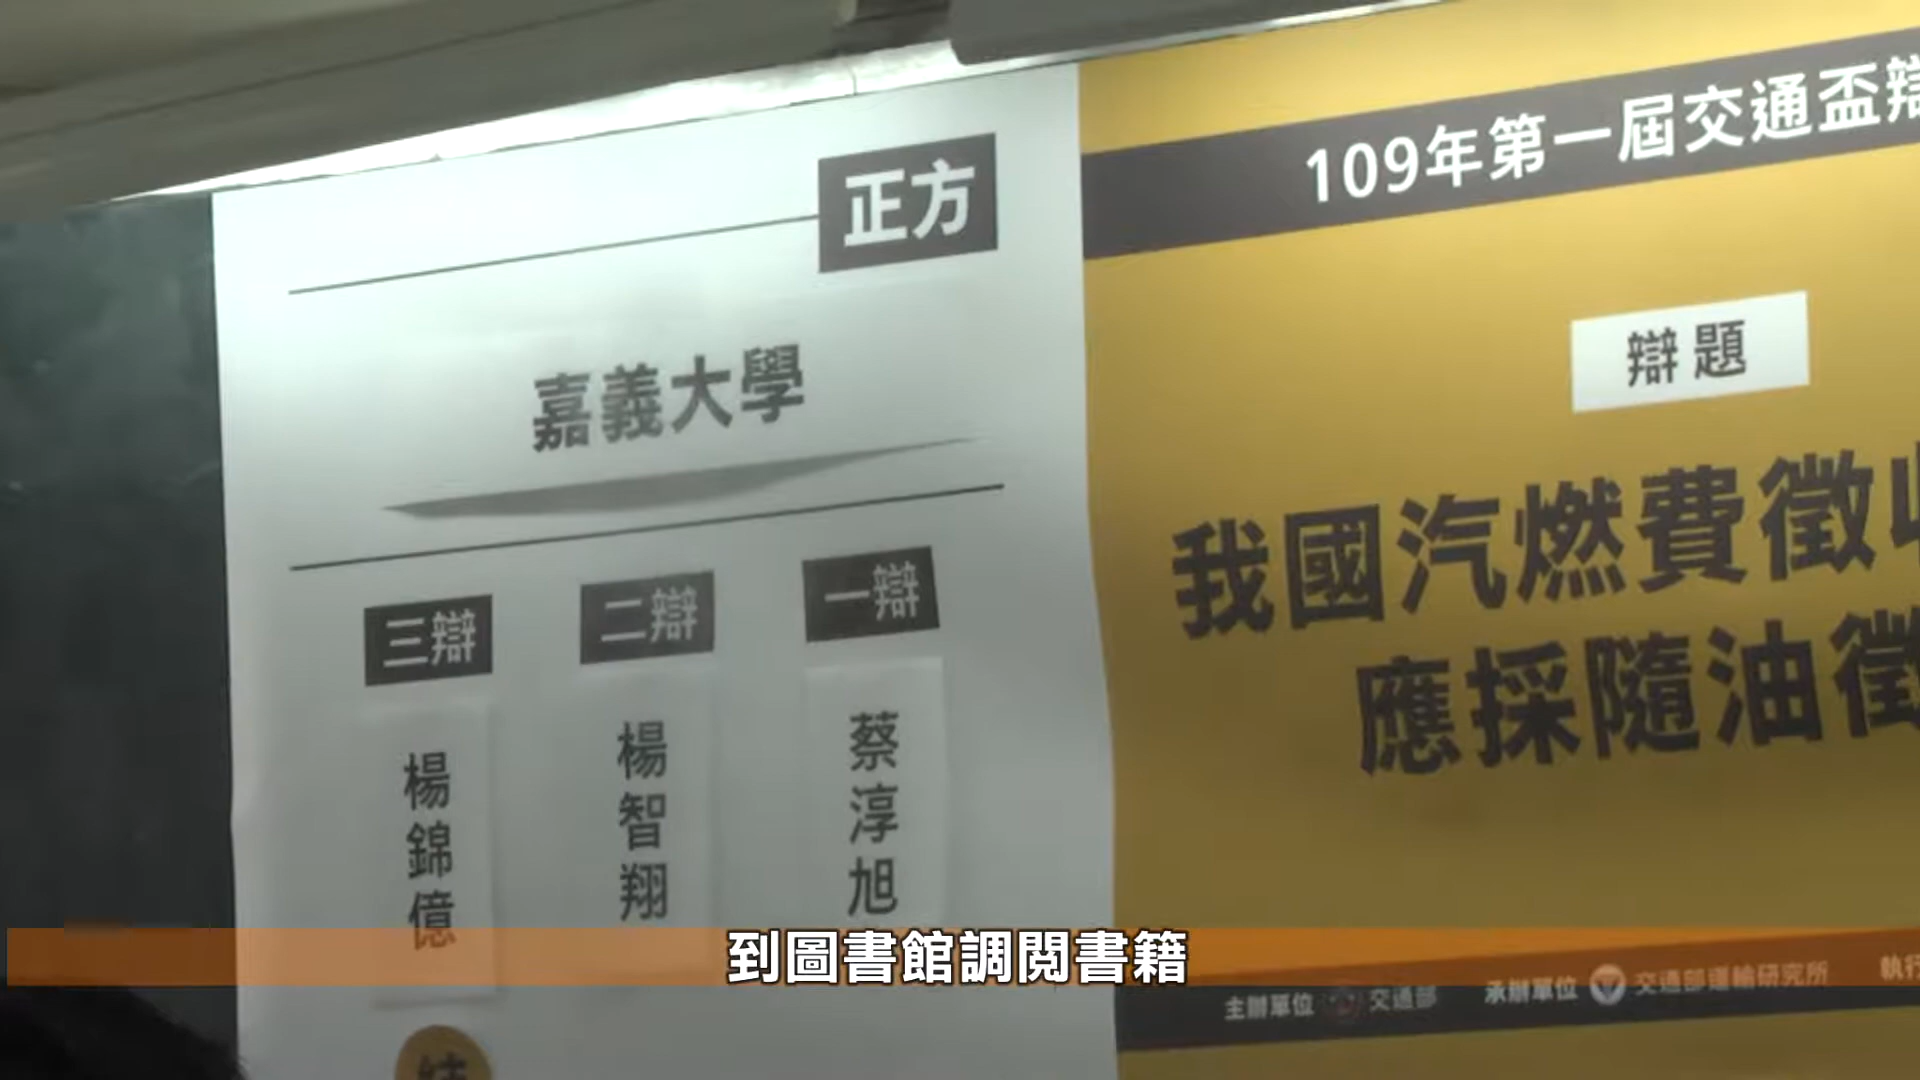 正方
嘉義大學
一辯
蔡淳旭
二辯
楊智翔
三辯
楊錦億
109年第一屆交通盃辯
辯題
我國汽燃費徵收
應採隨油徵
主辦單位 交通部 承辦單位 交通部運輸研究所 執行
到圖書館調閱書籍